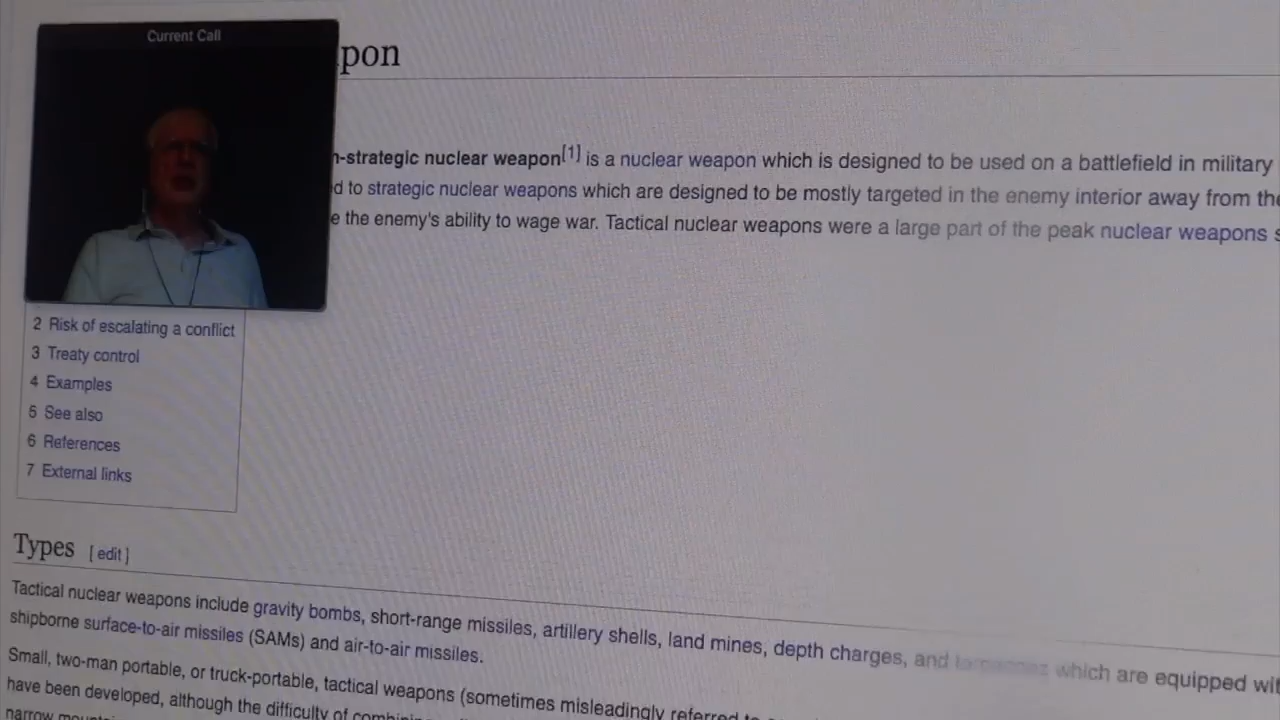 Current Call
pon
n-strategic nuclear weapon[1] is a nuclear weapon which is designed to be used on a battlefield in military
d to strategic nuclear weapons which are designed to be mostly targeted in the enemy interior away from the
e the enemy's ability to wage war. Tactical nuclear weapons were a large part of the peak nuclear weapons s
2 Risk of escalating a conflict
3 Treaty control
4 Examples
5 See also
6 References
7 External links
Types [edit]
Tactical nuclear weapons include gravity bombs, short-range missiles, artillery shells, land mines, depth charges, and which are equipped wit
shipborne surface-to-air missiles (SAMs) and air-to-air missiles.
Small, two-man portable, or truck-portable, tactical weapons (sometimes misleadingly referred to
have been developed, although the difficulty of
narrow